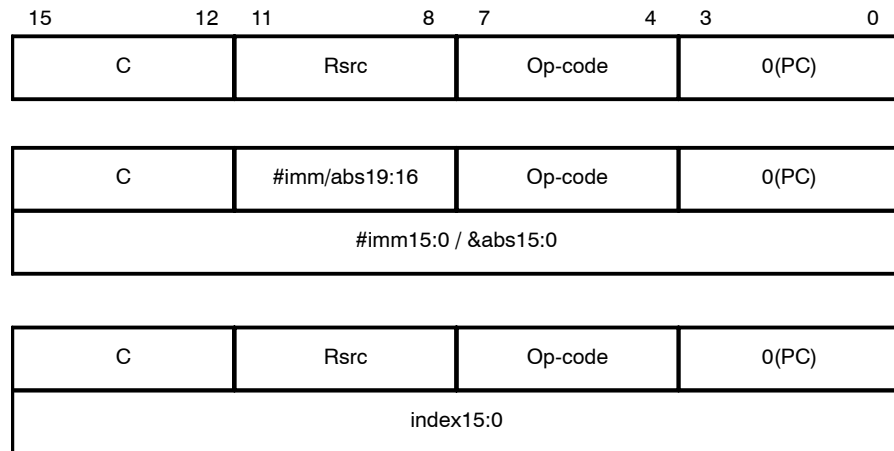 15 12 11 8 7 4 3 0
C Rsrc Op-code 0(PC)
C #imm/abs19:16 Op-code 0(PC)
#imm15:0 / &abs15:0
C Rsrc Op-code 0(PC)
index15:0